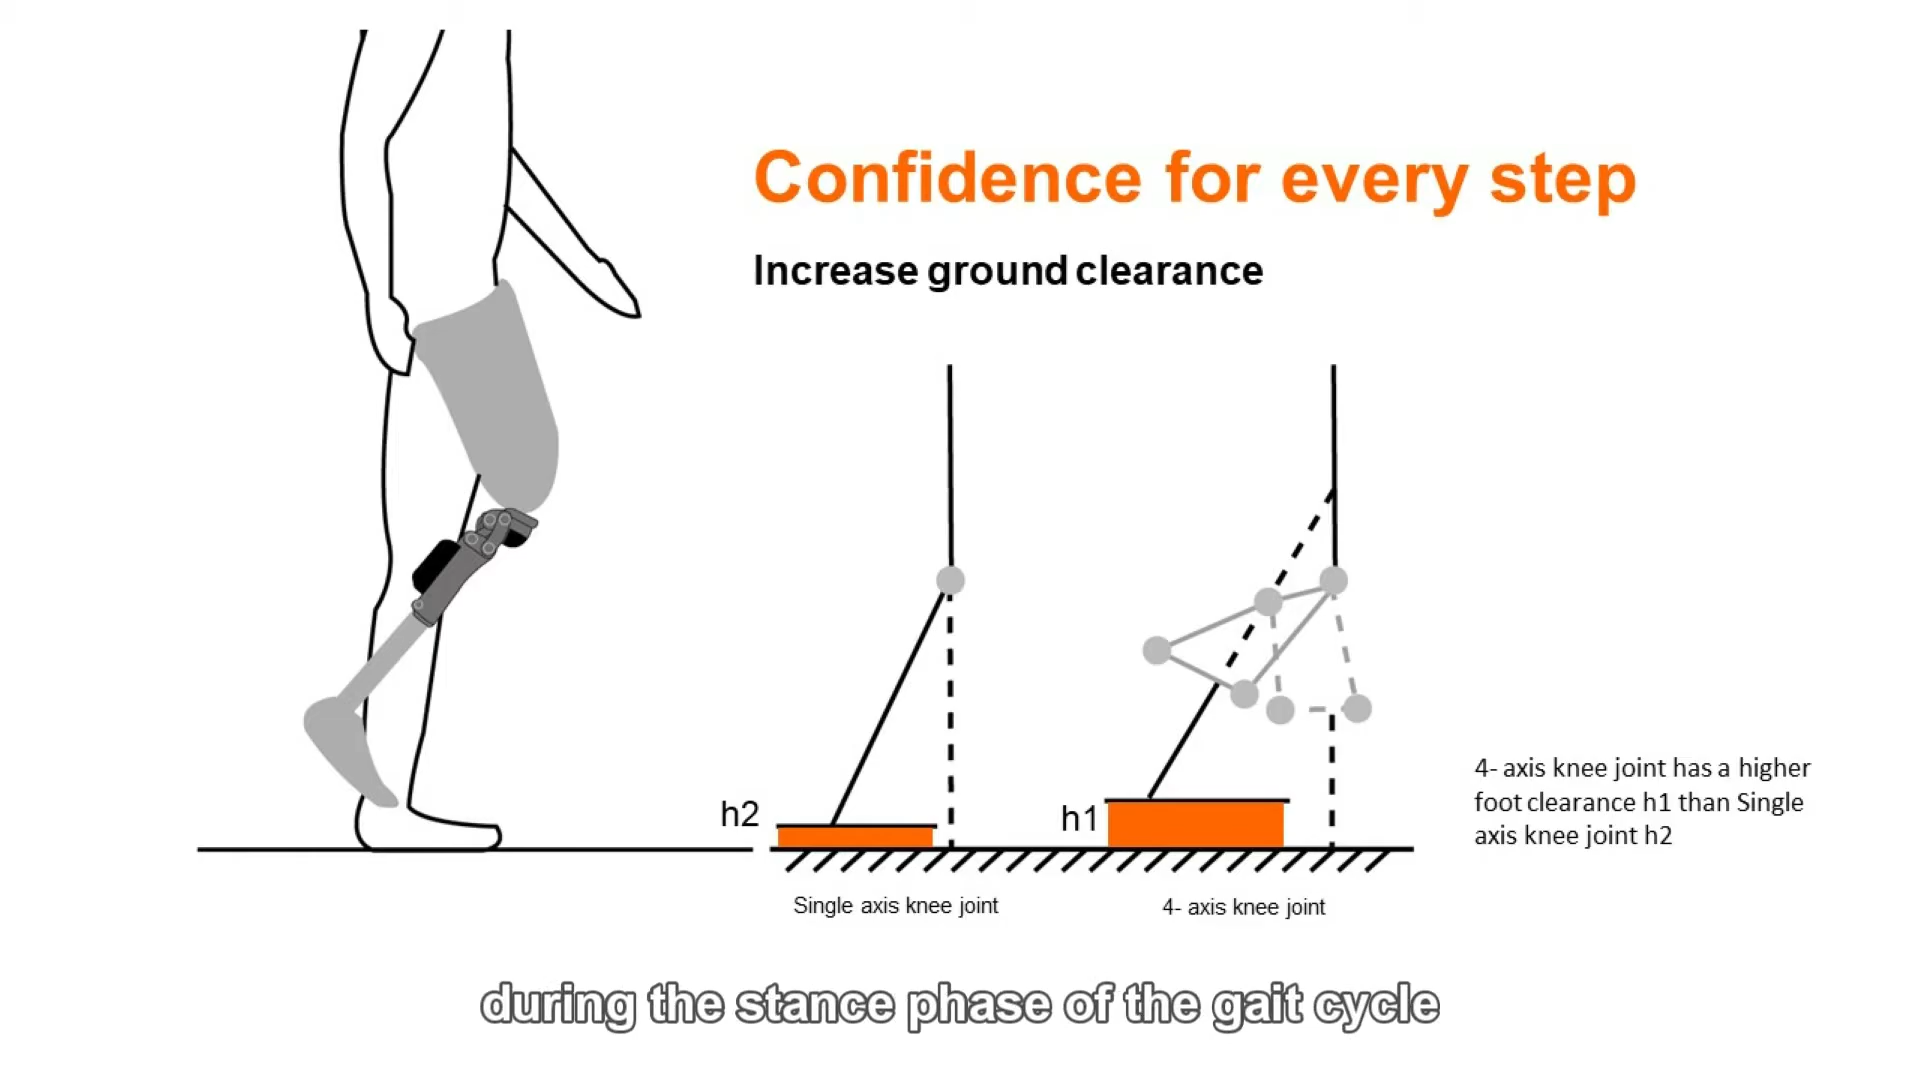 Confidence for every step
Increase ground clearance
h2
h1
4- axis knee joint has a higher
foot clearance h1 than Single
axis knee joint h2
Single axis knee joint
4- axis knee joint
during the stance phase of the gait cycle